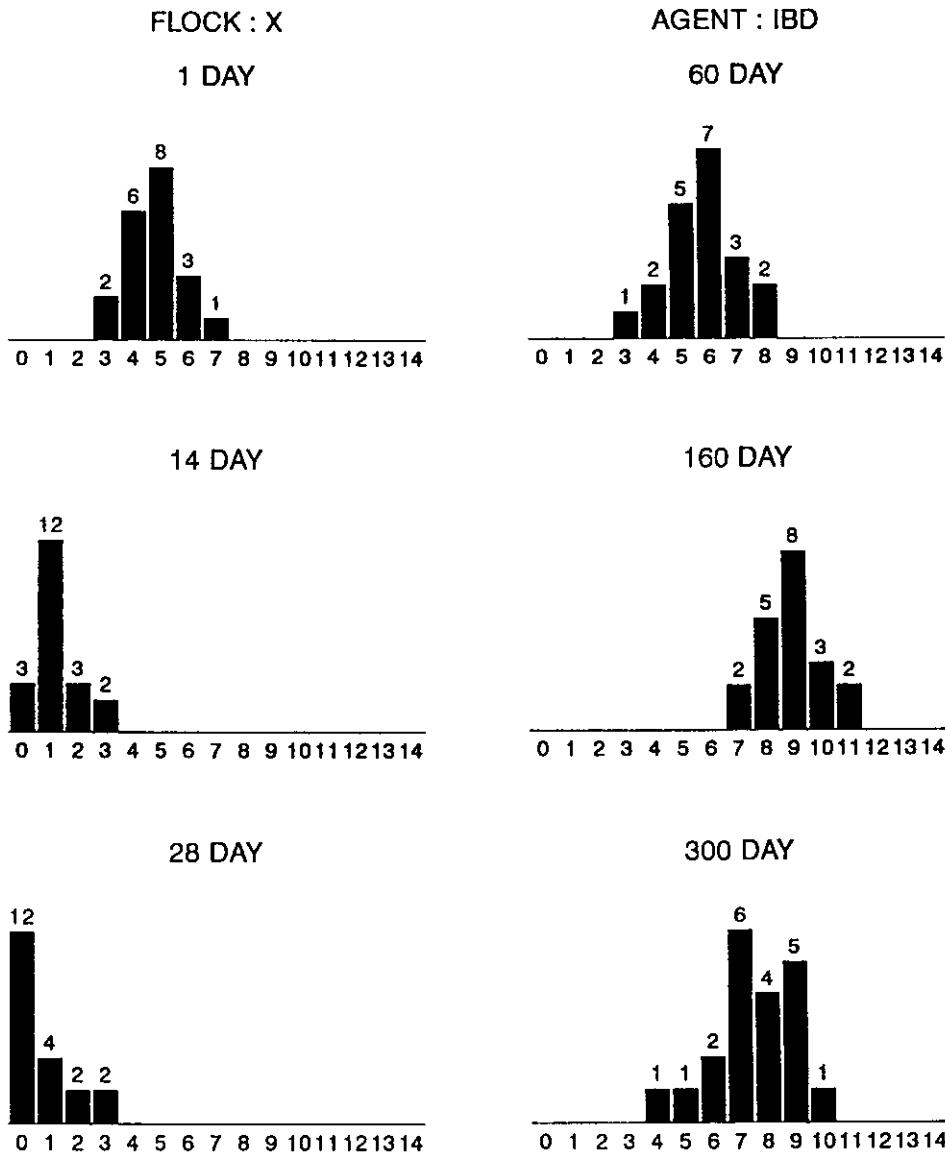 FLOCK : X
AGENT : IBD
1 DAY
2 6 8 3 1
0 1 2 3 4 5 6 7 8 9 10 11 12 13 14
60 DAY
1 2 5 7 3 2
0 1 2 3 4 5 6 7 8 9 10 11 12 13 14
14 DAY
3 12 3 2
0 1 2 3 4 5 6 7 8 9 10 11 12 13 14
160 DAY
2 5 8 3 2
0 1 2 3 4 5 6 7 8 9 10 11 12 13 14
28 DAY
12 4 2 2
0 1 2 3 4 5 6 7 8 9 10 11 12 13 14
300 DAY
1 1 2 6 4 5 1
0 1 2 3 4 5 6 7 8 9 10 11 12 13 14